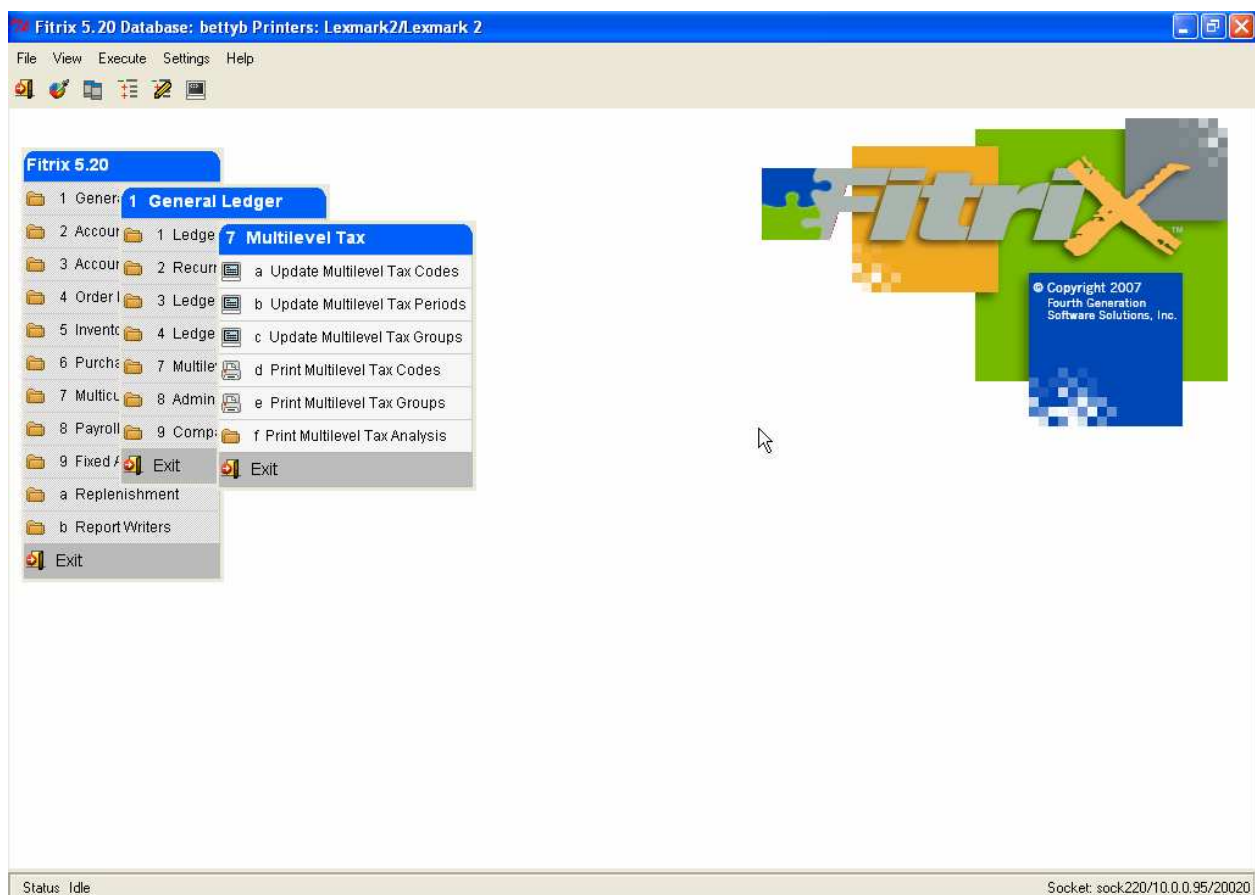 Fitrix 5.20 Database: bettyb Printers: Lexmark2/Lexmark 2
File View Execute Settings Help
Fitrix 5.20
1 Gener
2 Accour
3 Accour
4 Order
5 Invento
6 Purcha
7 Multicu
8 Payroll
9 Fixed
a Replenishment
b Report Writers
Exit
1 General Ledger
1 Ledge
2 Recurr
3 Ledge
4 Ledge
7 Multile
8 Admin
9 Comp
Exit
7 Multilevel Tax
a Update Multilevel Tax Codes
b Update Multilevel Tax Periods
c Update Multilevel Tax Groups
d Print Multilevel Tax Codes
e Print Multilevel Tax Groups
f Print Multilevel Tax Analysis
Exit
FitriX
TM
© Copyright 2007
Fourth Generation
Software Solutions, Inc.
Status Idle
Socket: sock220/10.0.0.95/20020